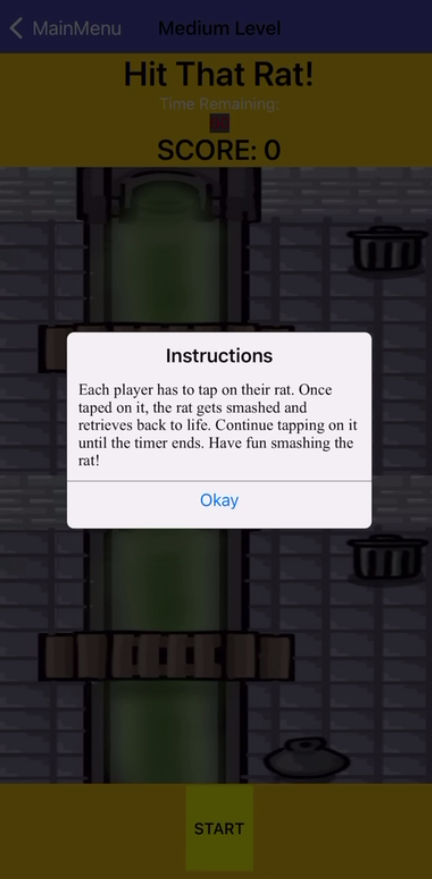 MainMenu
Medium Level
Hit That Rat!
Time Remaining:
SCORE: 0
Instructions
Each player has to tap on their rat. Once
taped on it, the rat gets smashed and
retrieves back to life. Continue tapping on it
until the timer ends. Have fun smashing the
rat!
Okay
START